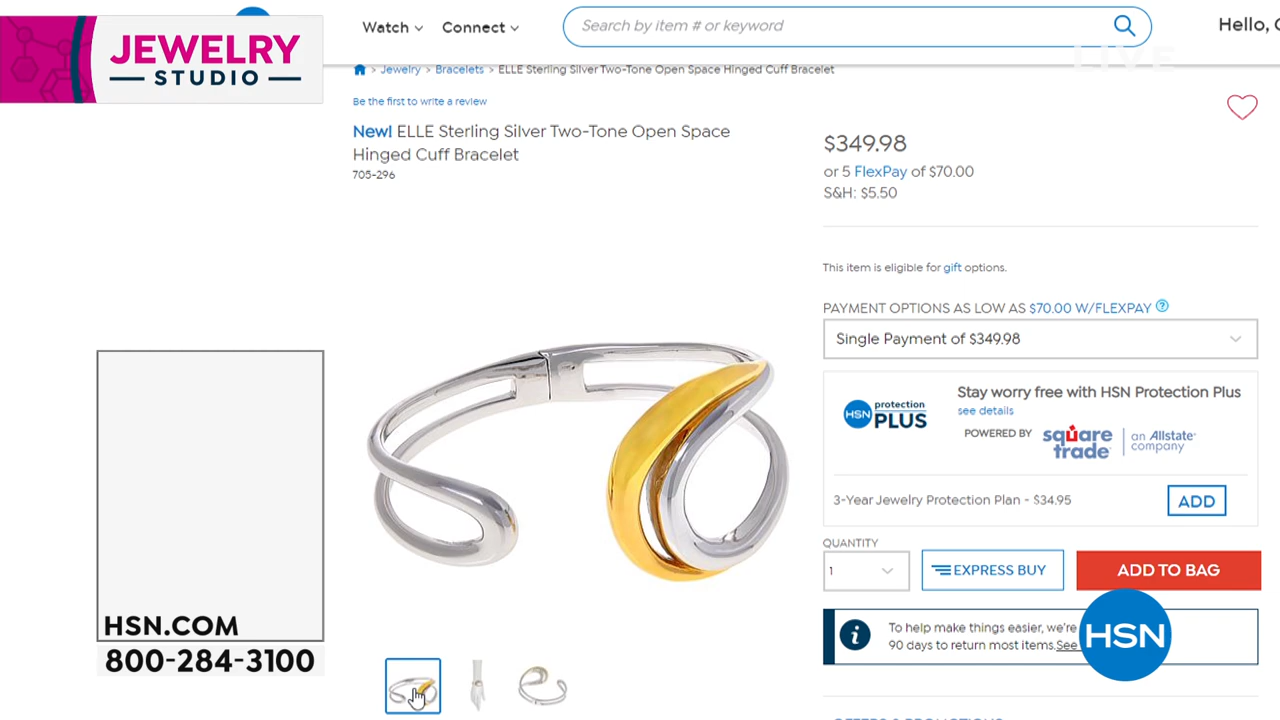 JEWELRY
STUDIO
Watch
Connect
Search by item # or keyword
Hello,
LIVE
> Jewelry > Bracelets > ELLE Sterling Silver Two-Tone Open Space Hinged Cuff Bracelet
Be the first to write a review
New! ELLE Sterling Silver Two-Tone Open Space
Hinged Cuff Bracelet
705-296
$349.98
or 5 FlexPay of $70.00
S&H: $5.50
This item is eligible for gift options.
PAYMENT OPTIONS AS LOW AS $70.00 W/FLEXPAY ?
Single Payment of $349.98
HSN protection PLUS
Stay worry free with HSN Protection Plus
see details
POWERED BY square trade | an Allstate company
3-Year Jewelry Protection Plan - $34.95
ADD
QUANTITY
1
EXPRESS BUY
ADD TO BAG
i
To help make things easier, we're
90 days to return most items.See
HSN
HSN.COM
800-284-3100
OFFERS & PROMOTIONS